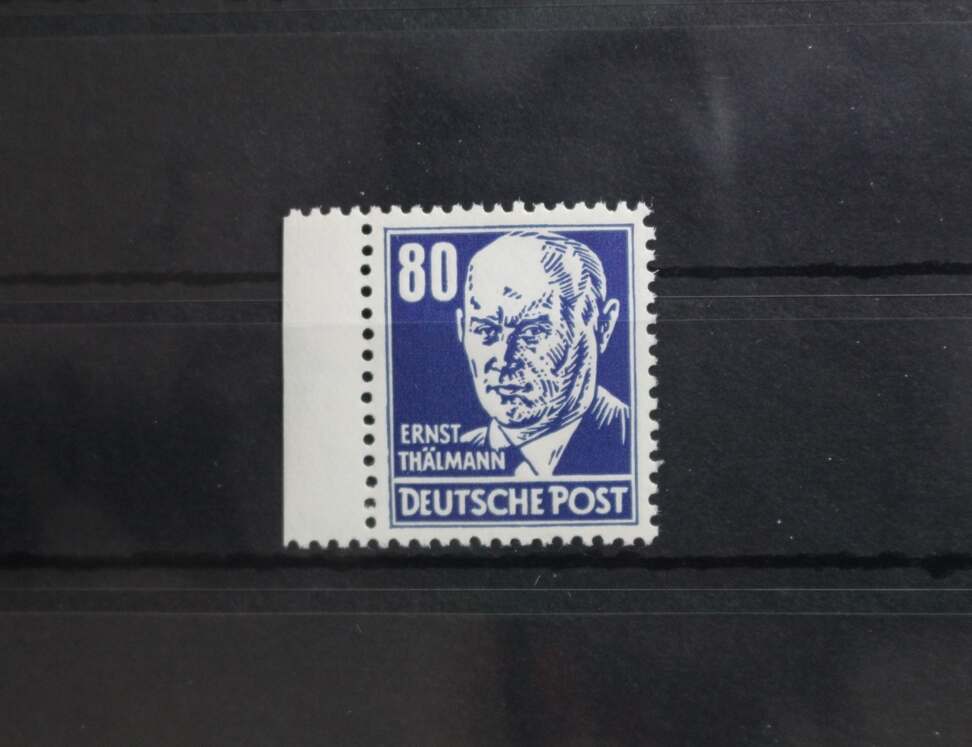 80
ERNST
THÄLMANN
DEUTSCHE POST